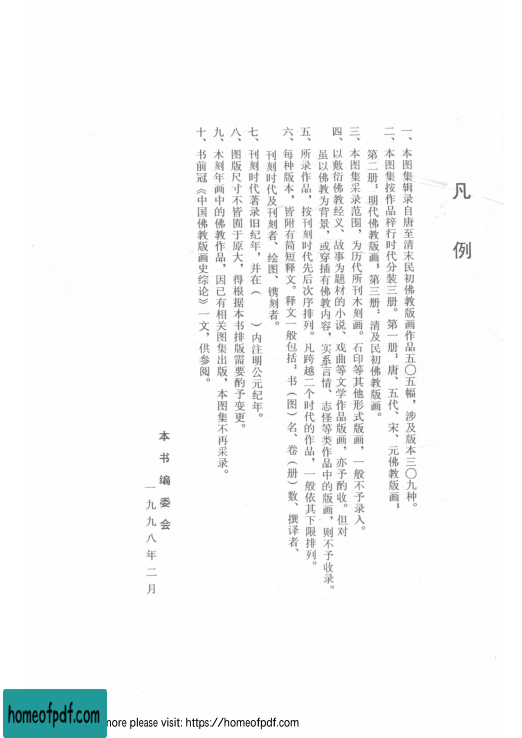 凡例
一、本图集辑录自唐至清末民初佛教版画作品五〇五幅，涉及版本三〇九种。
二、本图集按作品梓行时代分装三册。第一册：唐、五代、宋、元佛教版画；
第二册：明代佛教版画；第三册：清及民初佛教版画。
三、本图集采录范围，为历代所刊木刻画。石印等其他形式版画，一般不予录入。
四、以敷衍佛教经义、故事为题材的小说、戏曲等文学作品版画，亦予酌收。但对
虽以佛教为背景，或穿插有佛教内容，实系言情、志怪等类作品中的版画，则不予收录。
五、所录作品，按刊刻时代先后次序排列。凡跨越二个时代的作品，一般依其下限排列。
六、每种版本，皆附有简短释文。释文一般包括：书（图）名、卷（册）数、撰译者、
刊刻时代及刊刻者、绘图、镌刻者。
七、刊刻时代著录旧纪年，并在（　）内注明公元纪年。
八、图版尺寸不皆囿于原大，得根据本书排版需要酌予变更。
九、木刻年画中的佛教作品，因已有相关图集出版，本图集不再采录。
十、书前冠《中国佛教版画史综论》一文，供参阅。
本书编委会
一九九八年二月
homeofpdf.com
more please visit: https://homeofpdf.com